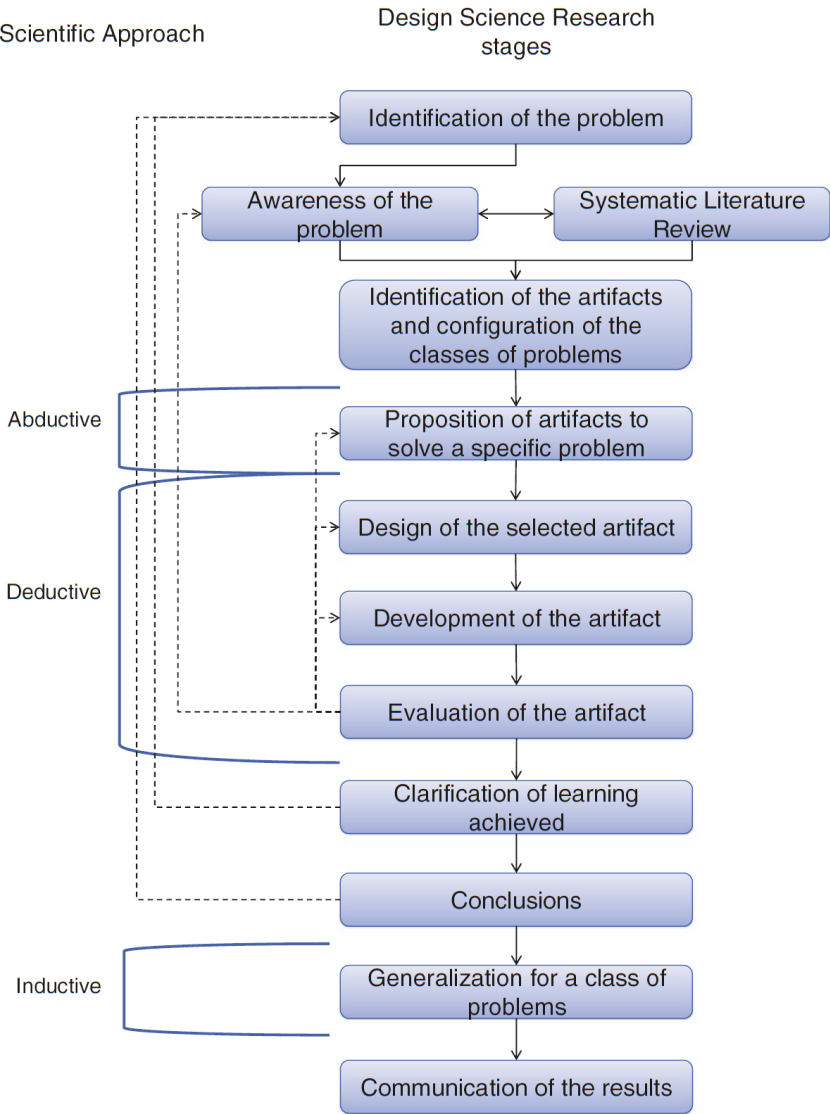 Scientific Approach
Design Science Research
stages
Identification of the problem
Awareness of the
problem
Systematic Literature
Review
Identification of the artifacts
and configuration of the
classes of problems
Abductive
Proposition of artifacts to
solve a specific problem
Design of the selected artifact
Deductive
Development of the artifact
Evaluation of the artifact
Clarification of learning
achieved
Conclusions
Inductive
Generalization for a class of
problems
Communication of the results